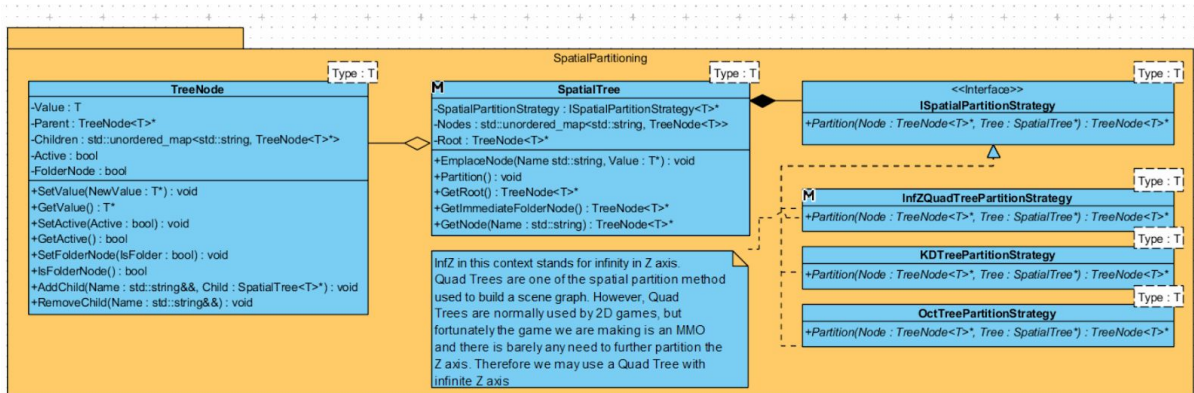 SpatialPartitioning
Type : T
TreeNode
-Value : T
-Parent : TreeNode<T>*
-Children : std::unordered_map<std::string, TreeNode<T>*>
-Active : bool
-FolderNode : bool
+SetValue(NewValue : T*) : void
+GetValue() : T*
+SetActive(Active : bool) : void
+GetActive() : bool
+SetFolderNode(IsFolder : bool) : void
+IsFolderNode() : bool
+AddChild(Name : std::string&&, Child : SpatialTree<T>*) : void
+RemoveChild(Name : std::string&&) : void
Type : T
M
SpatialTree
-SpatialPartitionStrategy : ISpatialPartitionStrategy<T>*
-Nodes : std::unordered_map<std::string, TreeNode<T>>
-Root : TreeNode<T>*
+EmplaceNode(Name std::string, Value : T*) : void
+Partition() : void
+GetRoot() : TreeNode<T>*
+GetImmediateFolderNode() : TreeNode<T>*
+GetNode(Name : std::string) : TreeNode<T>*
InfZ in this context stands for infinity in Z axis.
Quad Trees are one of the spatial partition method
used to build a scene graph. However, Quad
Trees are normally used by 2D games, but
fortunately the game we are making is an MMO
and there is barely any need to further partition the
Z axis. Therefore we may use a Quad Tree with
infinite Z axis
Type : T
<<Interface>>
ISpatialPartitionStrategy
+Partition(Node : TreeNode<T>*, Tree : SpatialTree*) : TreeNode<T>*
Type : T
M
InfZQuadTreePartitionStrategy
+Partition(Node : TreeNode<T>*, Tree : SpatialTree*) : TreeNode<T>*
Type : T
KDTreePartitionStrategy
+Partition(Node : TreeNode<T>*, Tree : SpatialTree*) : TreeNode<T>*
Type : T
OctTreePartitionStrategy
+Partition(Node : TreeNode<T>*, Tree : SpatialTree*) : TreeNode<T>*